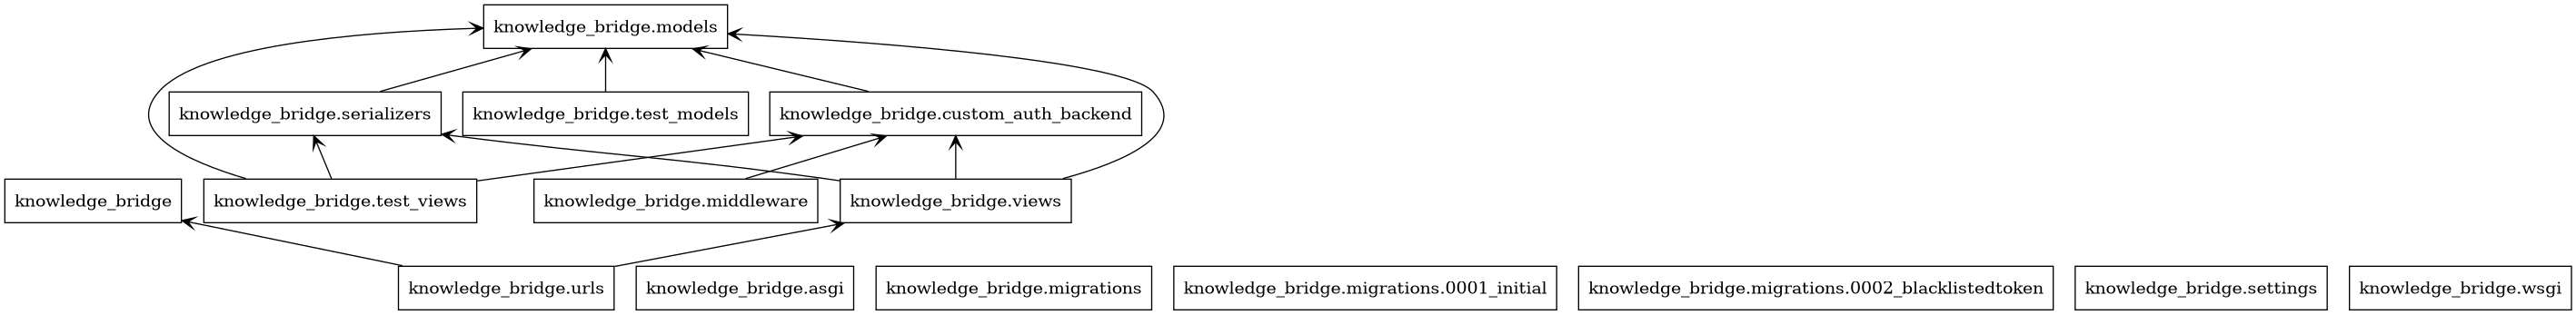 knowledge_bridge.models
knowledge_bridge.serializers
knowledge_bridge.test_models
knowledge_bridge.custom_auth_backend
knowledge_bridge
knowledge_bridge.test_views
knowledge_bridge.middleware
knowledge_bridge.views
knowledge_bridge.urls
knowledge_bridge.asgi
knowledge_bridge.migrations
knowledge_bridge.migrations.0001_initial
knowledge_bridge.migrations.0002_blacklistedtoken
knowledge_bridge.settings
knowledge_bridge.wsgi